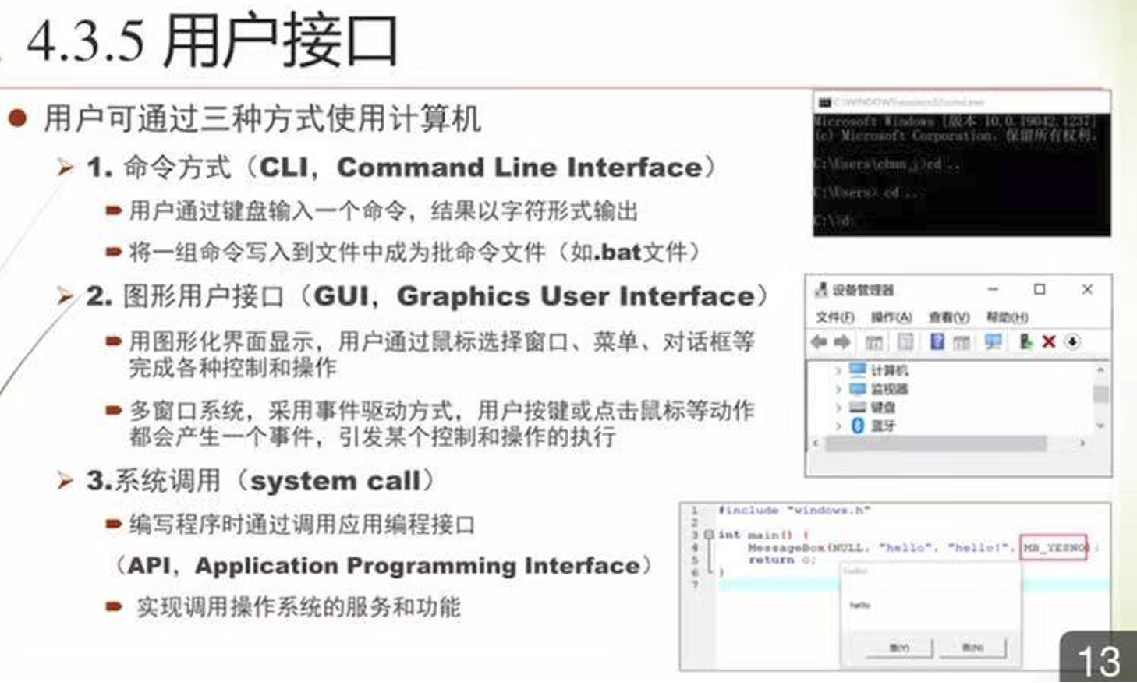 4.3.5 用户接口
用户可通过三种方式使用计算机
1. 命令方式（CLI，Command Line Interface）
用户通过键盘输入一个命令，结果以字符形式输出
将一组命令写入到文件中成为批命令文件（如.bat文件）
2. 图形用户接口（GUI，Graphics User Interface）
用图形化界面显示，用户通过鼠标选择窗口、菜单、对话框等
完成各种控制和操作
多窗口系统，采用事件驱动方式，用户按键或点击鼠标等动作
都会产生一个事件，引发某个控制和操作的执行
3.系统调用（system call）
编写程序时通过调用应用编程接口
（API，Application Programming Interface）
实现调用操作系统的服务和功能
C:\WINDOWS\system32\cmd.exe
Microsoft Windows [版本 10.0.19042.1237]
(c) Microsoft Corporation. 保留所有权利。
cd ..
C:\Users> cd ...
C:\>d:
设备管理器
文件(F) 操作(A) 查看(V) 帮助(H)
计算机
监视器
键盘
蓝牙
1 #include "windows.h"
2
3 int main() {
4 MessageBox(NULL, "hello", "hello!", MB_YESNO);
5 return 0;
6 }
7
hello
hello
是(Y) 否(N)
13